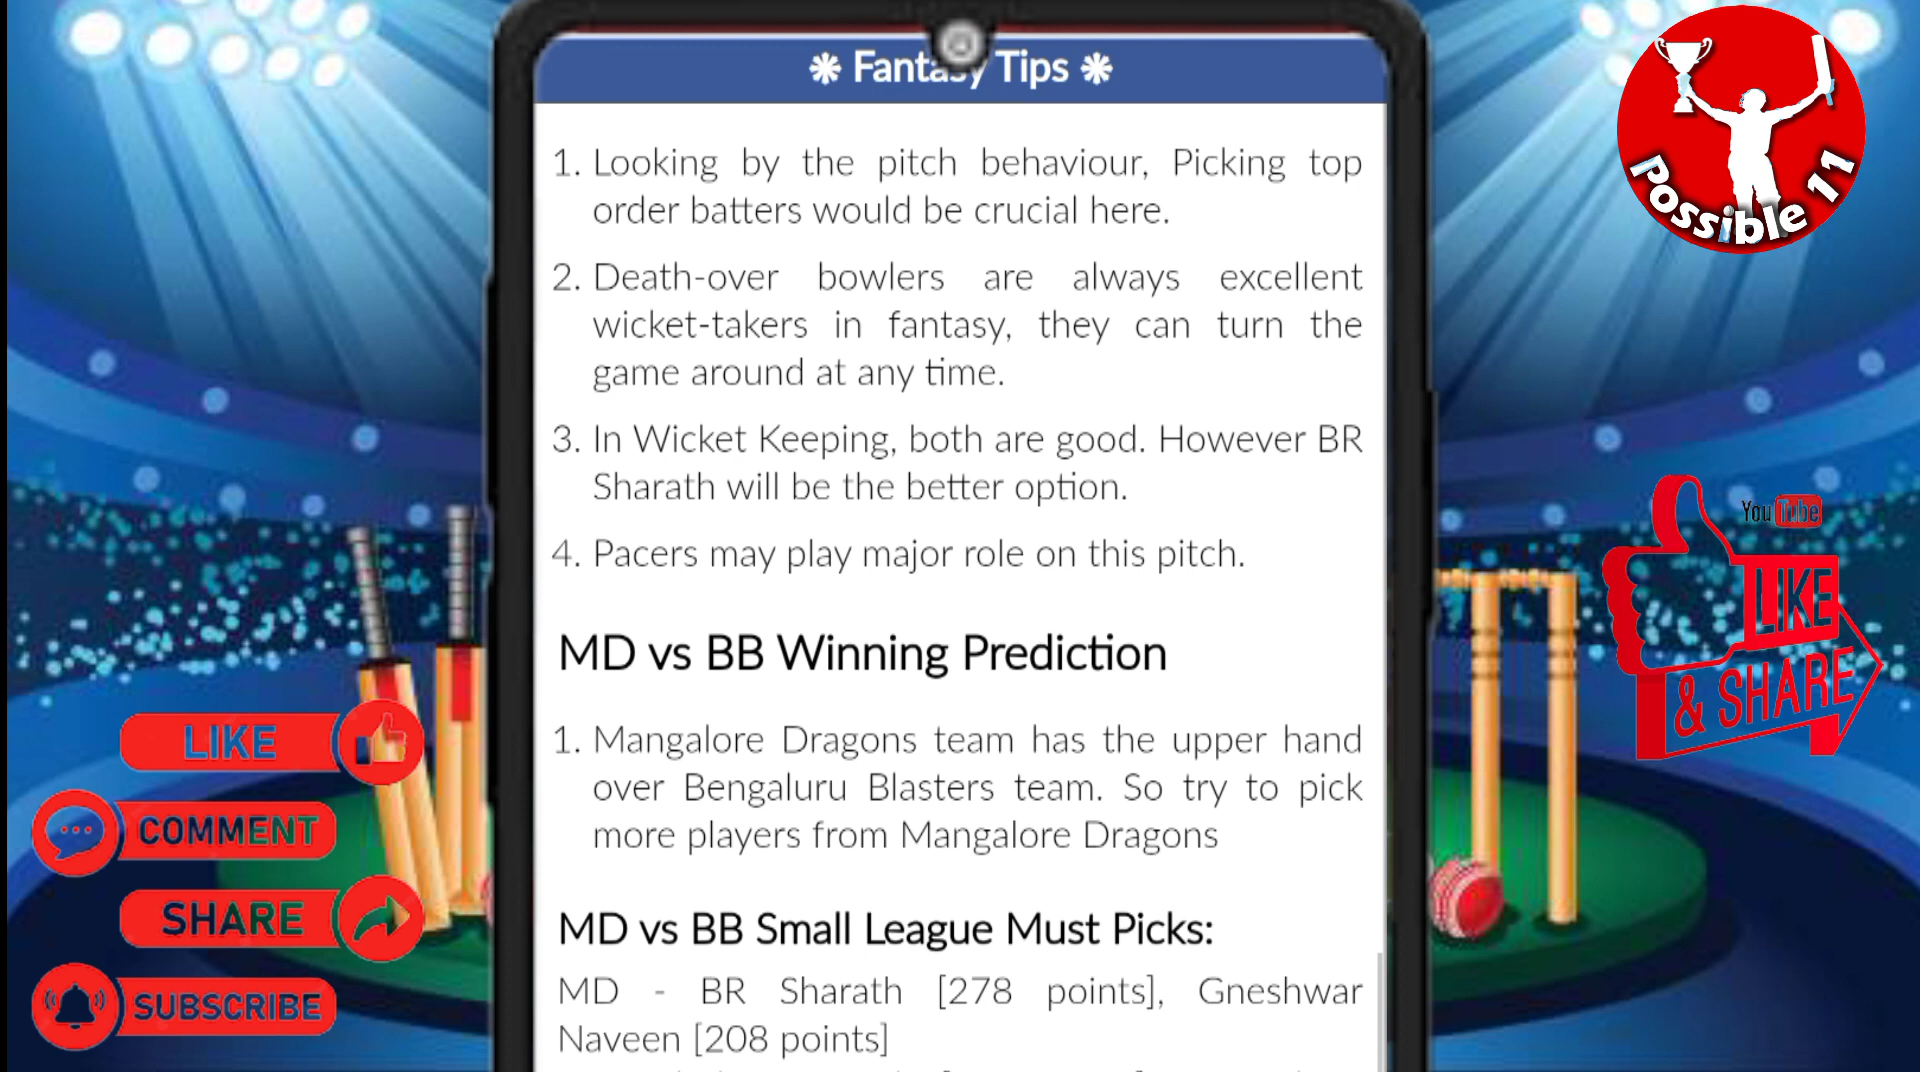 ❋ Fantasy Tips ❋
1. Looking by the pitch behaviour, Picking top
order batters would be crucial here.
2. Death-over bowlers are always excellent
wicket-takers in fantasy, they can turn the
game around at any time.
3. In Wicket Keeping, both are good. However BR
Sharath will be the better option.
4. Pacers may play major role on this pitch.
MD vs BB Winning Prediction
1. Mangalore Dragons team has the upper hand
over Bengaluru Blasters team. So try to pick
more players from Mangalore Dragons
MD vs BB Small League Must Picks:
MD - BR Sharath [278 points], Gneshwar
Naveen [208 points]
LIKE
COMMENT
SHARE
SUBSCRIBE
Possible 11
YouTube
LIKE
& SHARE